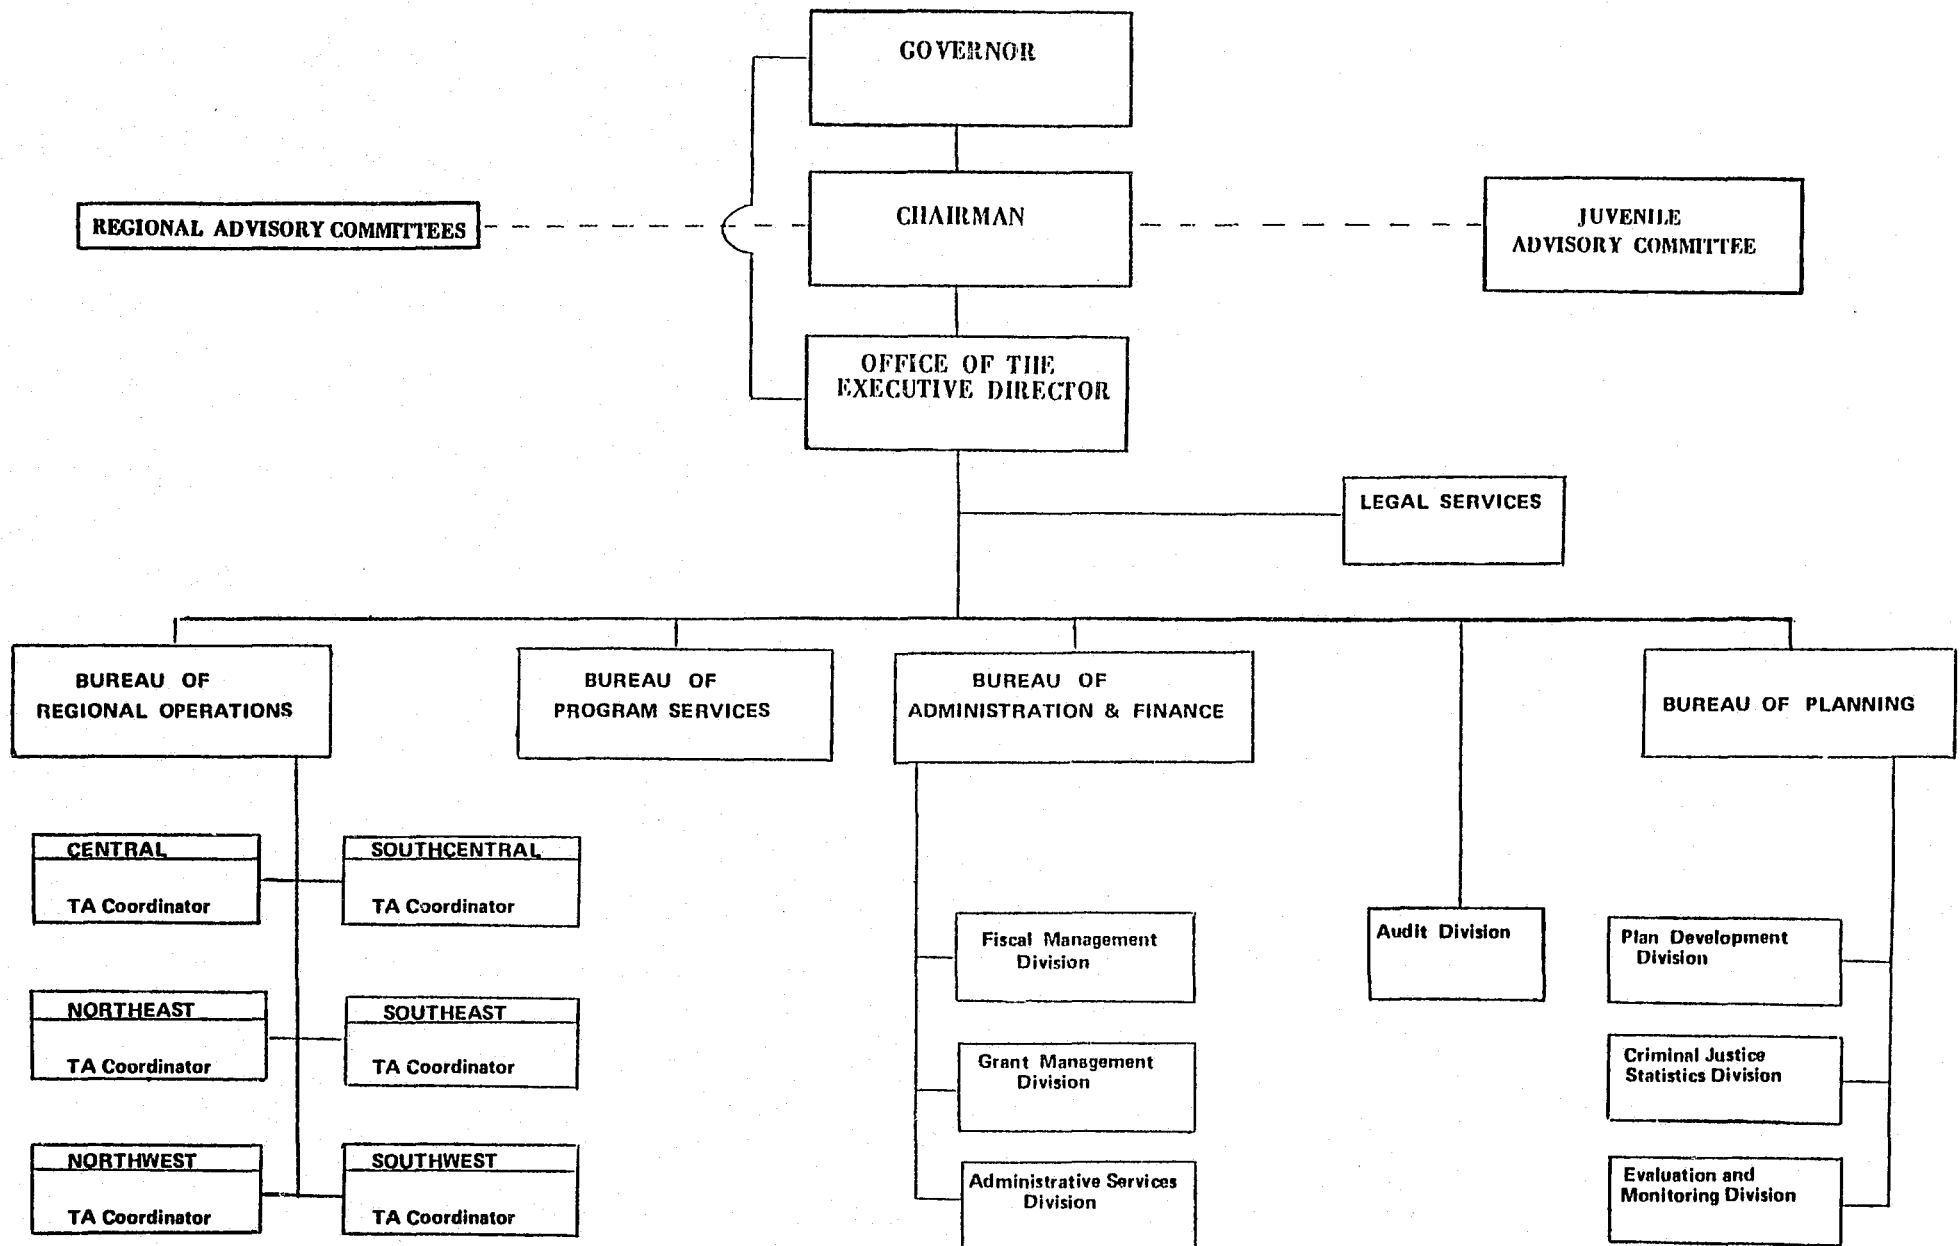 GOVERNOR
REGIONAL ADVISORY COMMITTEES
CHAIRMAN
JUVENILE
ADVISORY COMMITTEE
OFFICE OF THE
EXECUTIVE DIRECTOR
LEGAL SERVICES
BUREAU OF
REGIONAL OPERATIONS
BUREAU OF
PROGRAM SERVICES
BUREAU OF
ADMINISTRATION & FINANCE
BUREAU OF PLANNING
CENTRAL
TA Coordinator
SOUTHCENTRAL
TA Coordinator
NORTHEAST
TA Coordinator
SOUTHEAST
TA Coordinator
NORTHWEST
TA Coordinator
SOUTHWEST
TA Coordinator
Fiscal Management
Division
Grant Management
Division
Administrative Services
Division
Audit Division
Plan Development
Division
Criminal Justice
Statistics Division
Evaluation and
Monitoring Division